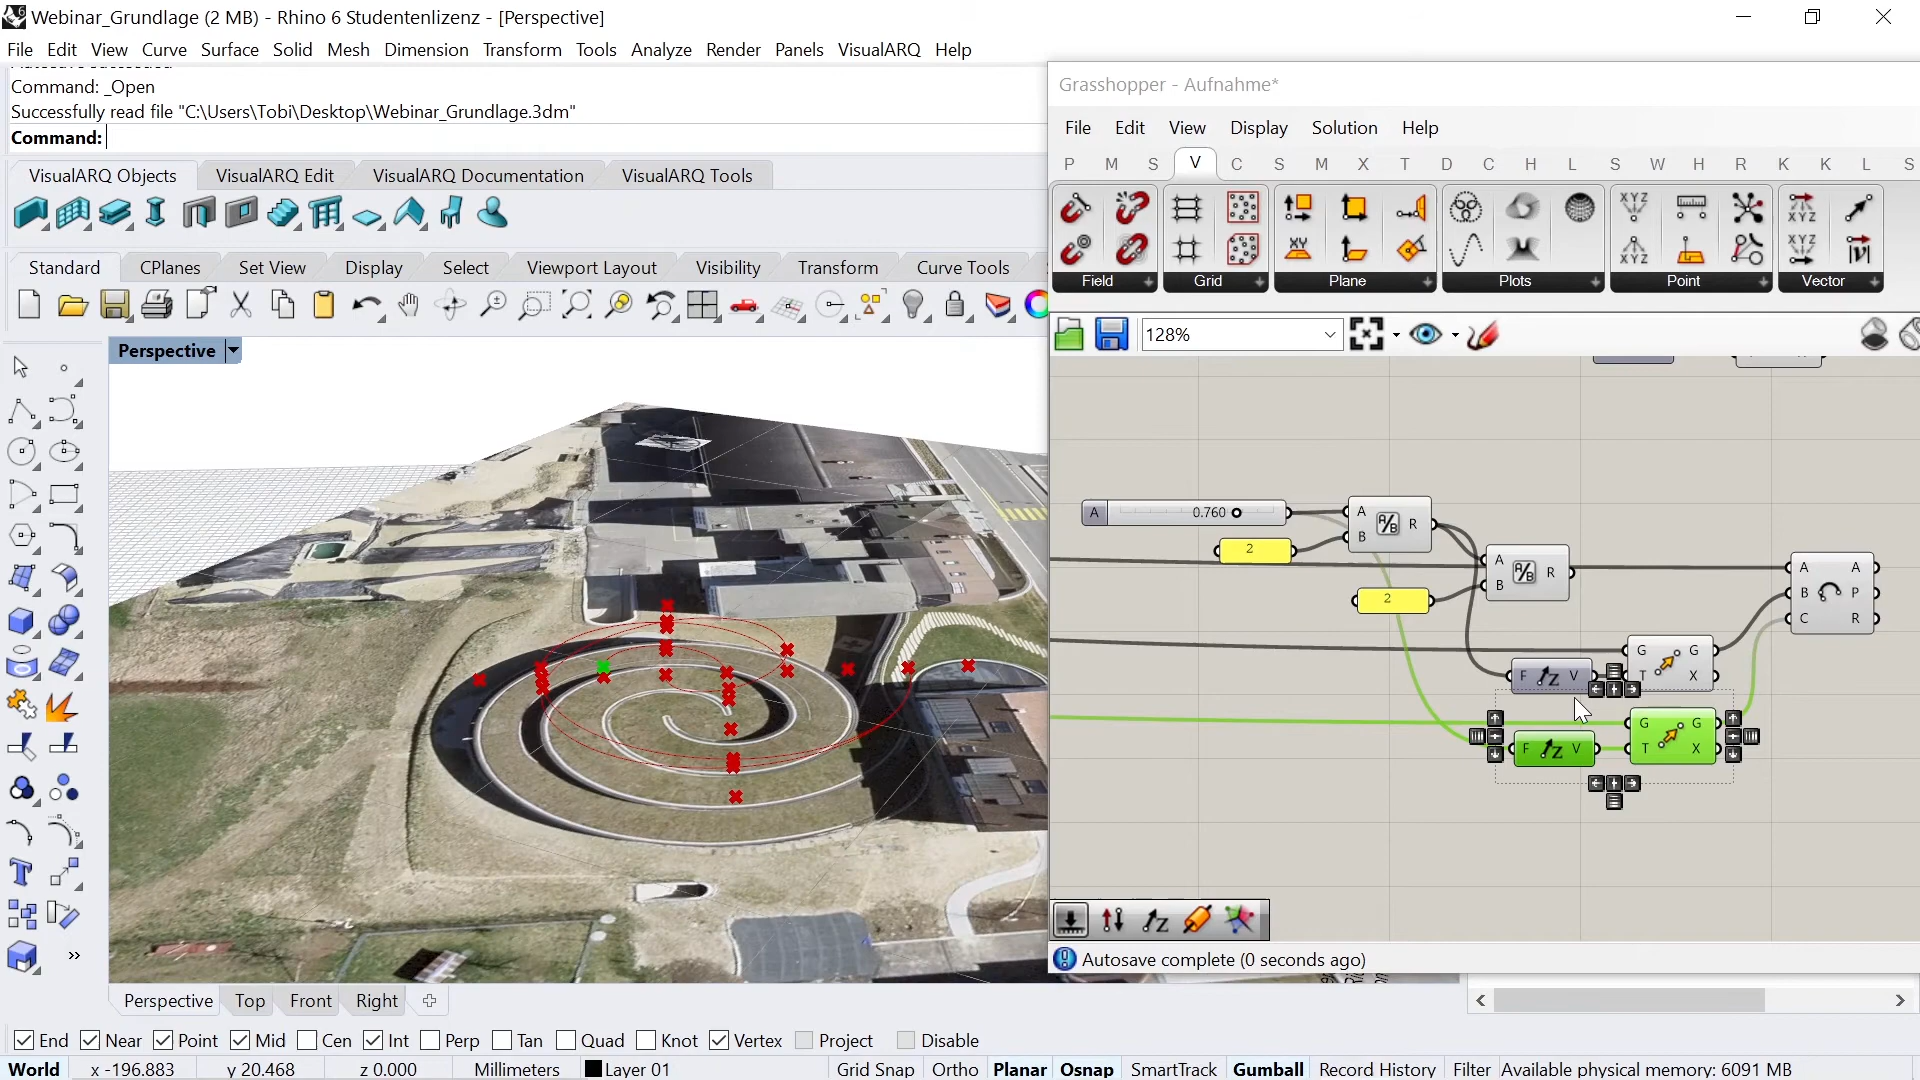 Webinar_Grundlage (2 MB) - Rhino 6 Studentenlizenz - [Perspective]
File Edit View Curve Surface Solid Mesh Dimension Transform Tools Analyze Render Panels VisualARQ Help
Command: _Open
Successfully read file "C:\Users\Tobi\Desktop\Webinar_Grundlage.3dm"
Command:
VisualARQ Objects VisualARQ Edit VisualARQ Documentation VisualARQ Tools
Standard CPlanes Set View Display Select Viewport Layout Visibility Transform Curve Tools
Perspective
Grasshopper - Aufnahme*
File Edit View Display Solution Help
P M S V C S M X T D C H L S W H R K K L S
Field Grid Plane Plots Point Vector
128%
A 0.760
2
A B R
2
A B R
A B C A P R
F V
G T G X
F V
G T G X
Autosave complete (0 seconds ago)
Perspective Top Front Right
End Near Point Mid Cen Int Perp Tan Quad Knot Vertex Project Disable
World x -196.883 y 20.468 z 0.000 Millimeters Layer 01 Grid Snap Ortho Planar Osnap SmartTrack Gumball Record History Filter Available physical memory: 6091 MB